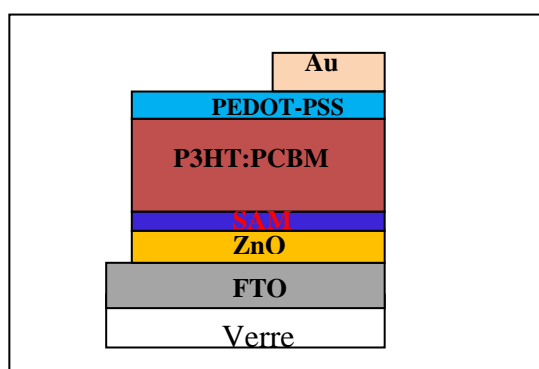 Au
PEDOT-PSS
P3HT:PCBM
SAM
ZnO
FTO
Verre